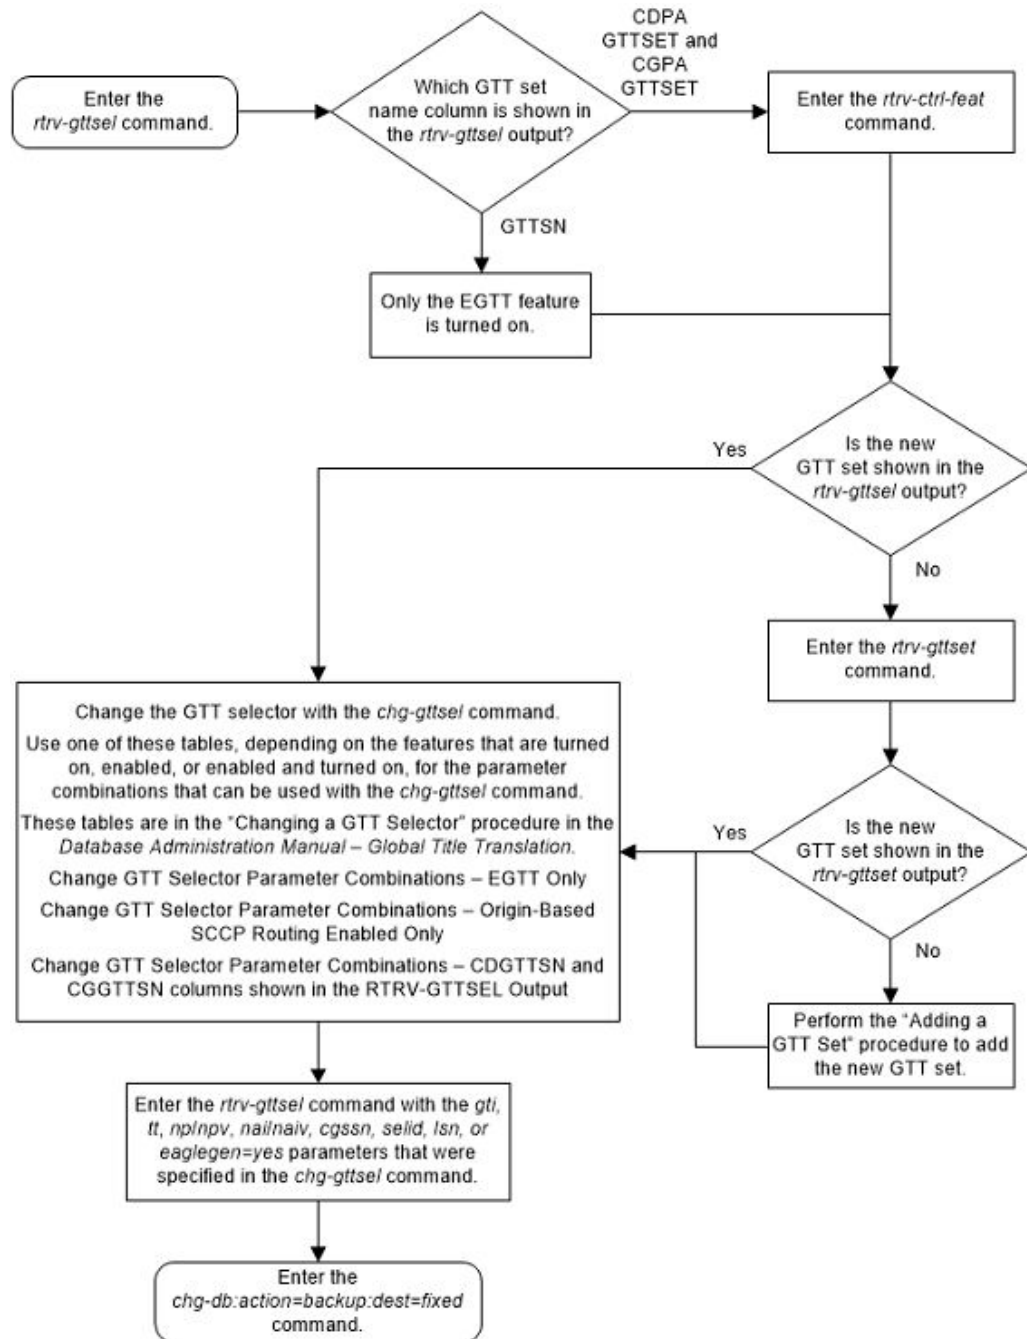 Enter the
rtrv-gttsel command.
Which GTT set
name column is shown in
the rtrv-gttsel output?
CDPA
GTTSET and
CGPA
GTTSET
Enter the rtrv-ctrl-feat
command.
GTTSN
Only the EGTT feature
is turned on.
Is the new
GTT set shown in the
rtrv-gttsel output?
Yes
No
Enter the rtrv-gttset
command.
Is the new
GTT set shown in the
rtrv-gttset output?
Yes
No
Perform the “Adding a
GTT Set” procedure to add
the new GTT set.
Change the GTT selector with the chg-gttsel command.
Use one of these tables, depending on the features that are turned
on, enabled, or enabled and turned on, for the parameter
combinations that can be used with the chg-gttsel command.
These tables are in the “Changing a GTT Selector” procedure in the
Database Administration Manual – Global Title Translation.
Change GTT Selector Parameter Combinations – EGTT Only
Change GTT Selector Parameter Combinations – Origin-Based
SCCP Routing Enabled Only
Change GTT Selector Parameter Combinations – CDGTTSN and
CGGTTSN columns shown in the RTRV-GTTSEL Output
Enter the rtrv-gttsel command with the gti,
tt, np/npv, nai/naiv, cgssn, selid, lsn, or
eaglegen=yes parameters that were
specified in the chg-gttsel command.
Enter the
chg-db:action=backup:dest=fixed
command.